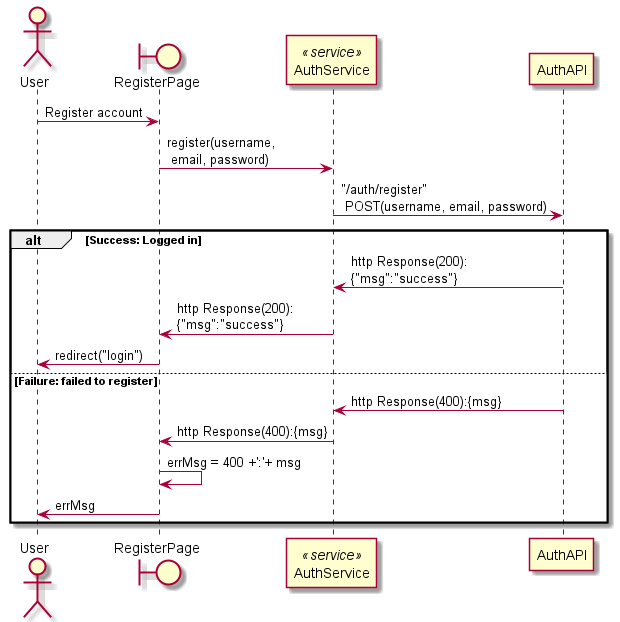 User
RegisterPage
«service»
AuthService
AuthAPI
Register account
register(username,
email, password)
"/auth/register"
POST(username, email, password)
alt
[Success: Logged in]
http Response(200):
{"msg":"success"}
http Response(200):
{"msg":"success"}
redirect("login")
[Failure: failed to register]
http Response(400):{msg}
http Response(400):{msg}
errMsg = 400 +':'+ msg
errMsg
User
RegisterPage
«service»
AuthService
AuthAPI